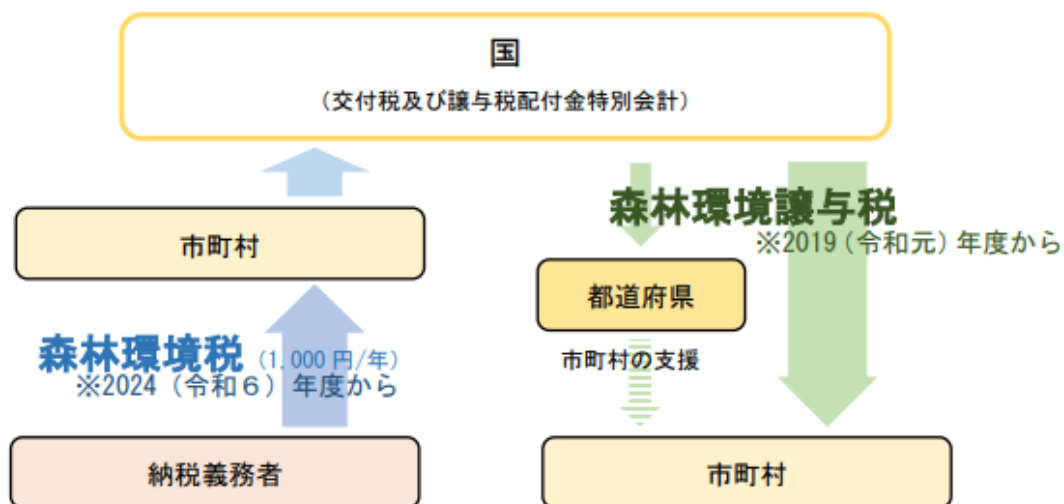 国
（交付税及び譲与税配付金特別会計）
市町村
森林環境税（1,000 円/年）
※2024（令和６）年度から
納税義務者
森林環境譲与税
※2019（令和元）年度から
都道府県
市町村の支援
市町村